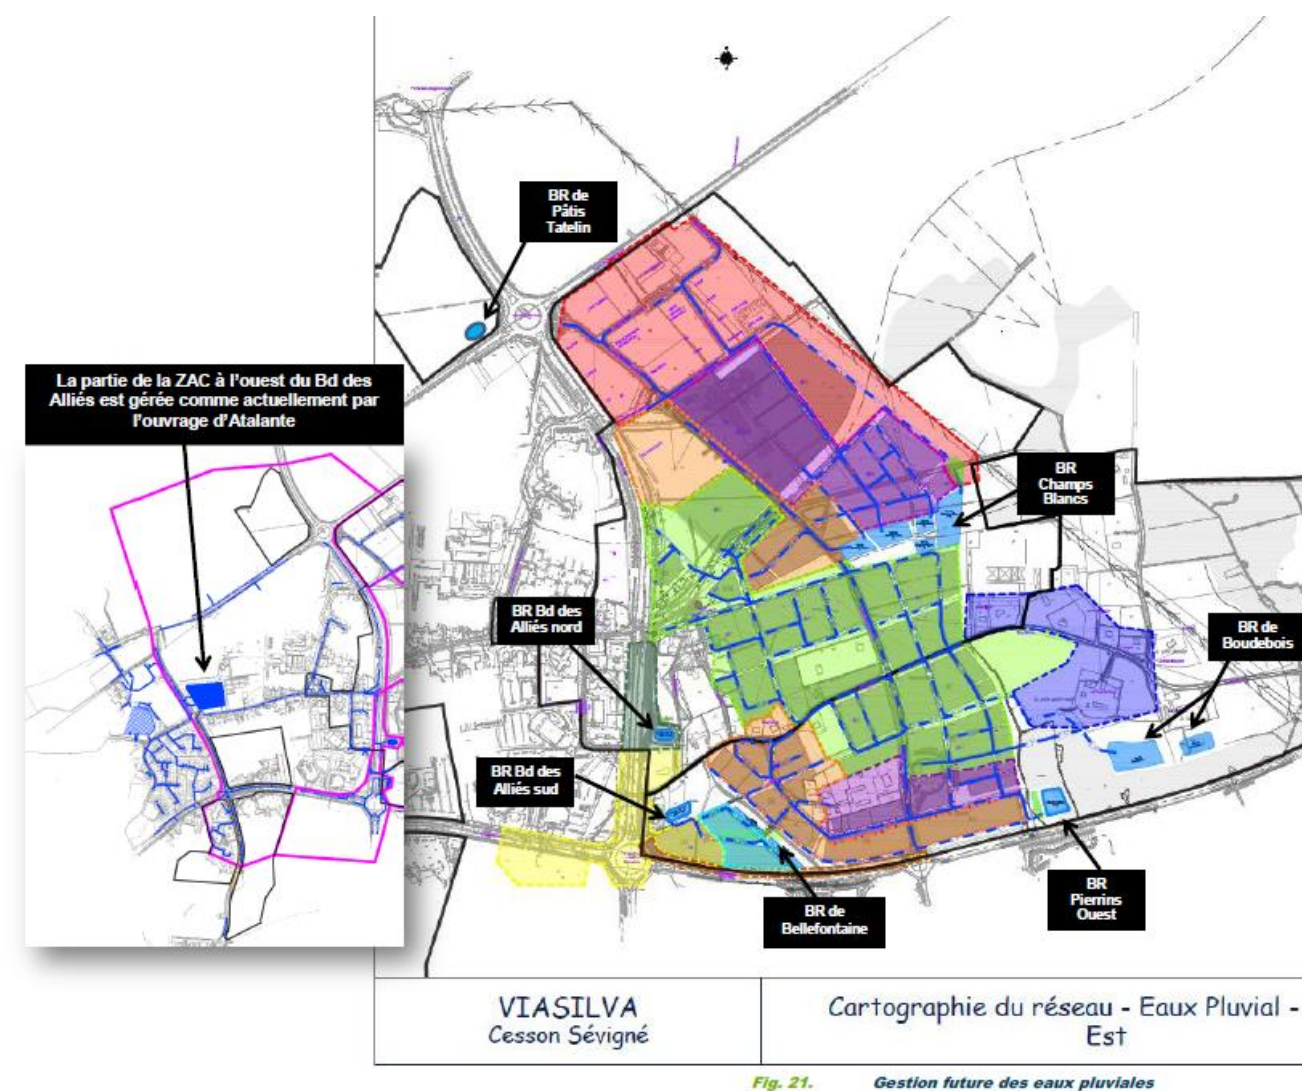 BR de
Pâtis
Tatelin
La partie de la ZAC à l'ouest du Bd des
Alliés est gérée comme actuellement par
l'ouvrage d'Atalante
BR
Champs
Blancs
BR Bd des
Alliés nord
BR de
Boudebois
BR Bd des
Alliés sud
BR de
Bellefontaine
BR
Pierrins
Ouest
VIASILVA
Cesson Sévigné
Cartographie du réseau - Eaux Pluvial -
Est
Fig. 21. Gestion future des eaux pluviales